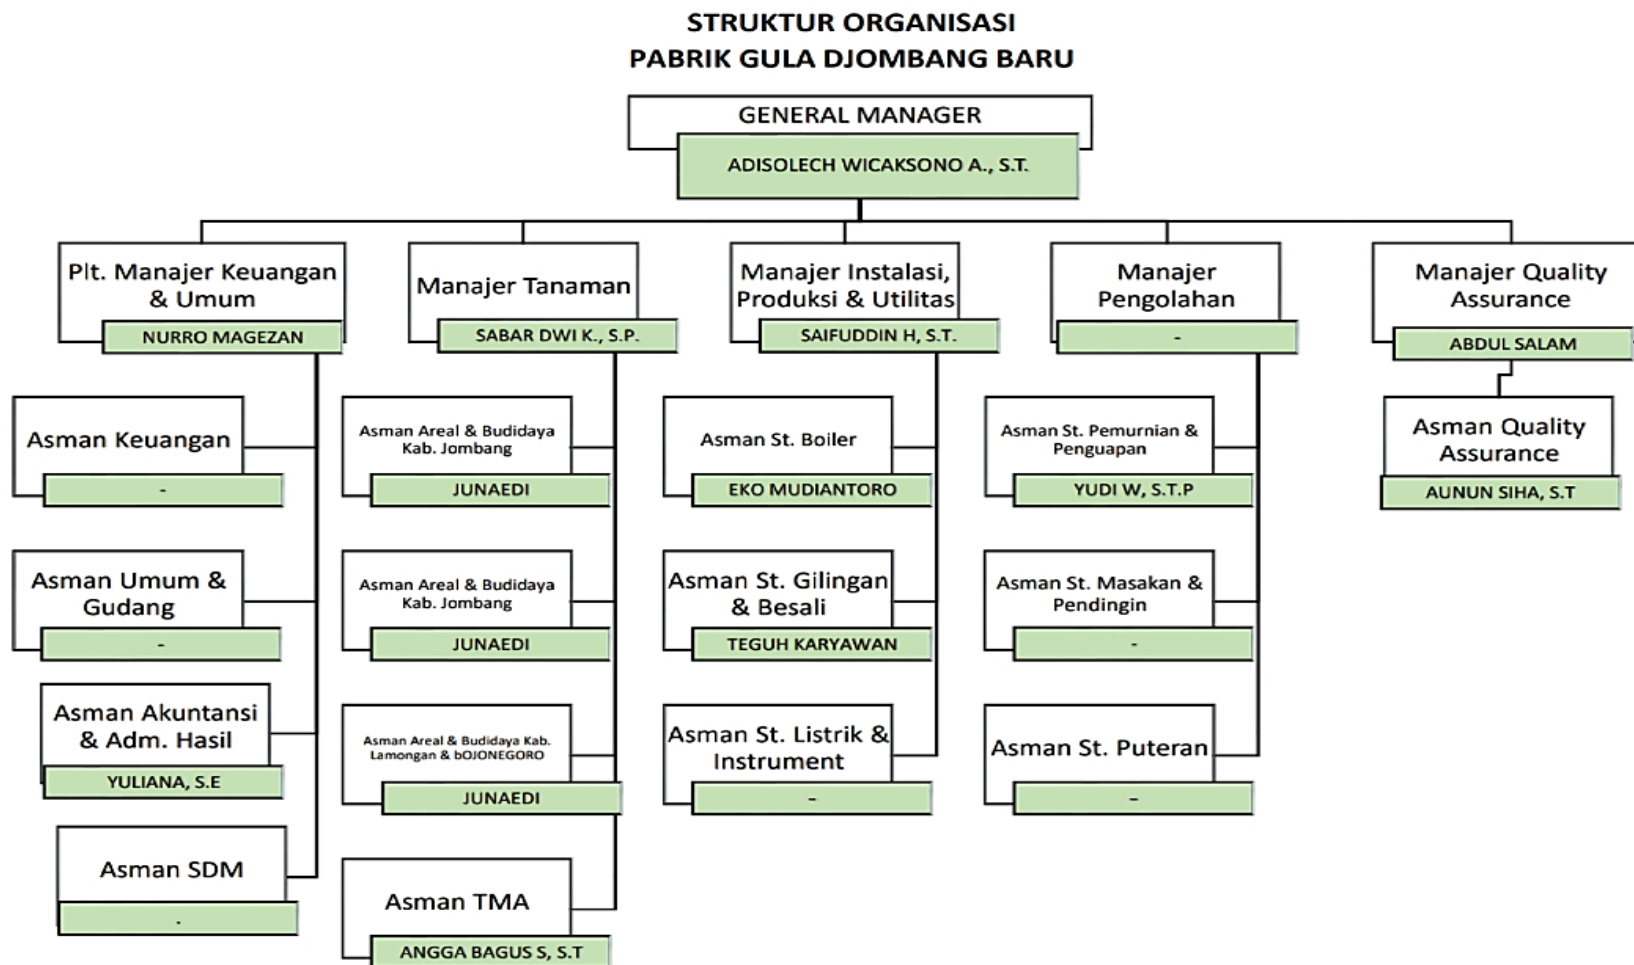 STRUKTUR ORGANISASI
PABRIK GULA DJOMBANG BARU
GENERAL MANAGER
ADISOLECH WICAKSONO A., S.T.
Plt. Manajer Keuangan
& Umum
NURRO MAGEZAN
Manajer Tanaman
SABAR DWI K., S.P.
Manajer Instalasi,
Produksi & Utilitas
SAIFUDDIN H, S.T.
Manajer
Pengolahan
-
Manajer Quality
Assurance
ABDUL SALAM
Asman Keuangan
-
Asman Umum &
Gudang
-
Asman Akuntansi
& Adm. Hasil
YULIANA, S.E
Asman SDM
.
Asman Areal & Budidaya
Kab. Jombang
JUNAEDI
Asman Areal & Budidaya
Kab. Jombang
JUNAEDI
Asman Areal & Budidaya Kab.
Lamongan & bOJONEGORO
JUNAEDI
Asman TMA
ANGGA BAGUS S, S.T
Asman St. Boiler
EKO MUDIANTORO
Asman St. Gilingan
& Besali
TEGUH KARYAWAN
Asman St. Listrik &
Instrument
-
Asman St. Pemurnian &
Penguapan
YUDI W, S.T.P
Asman St. Masakan &
Pendingin
-
Asman St. Puteran
-
Asman Quality
Assurance
AUNUN SIHA, S.T